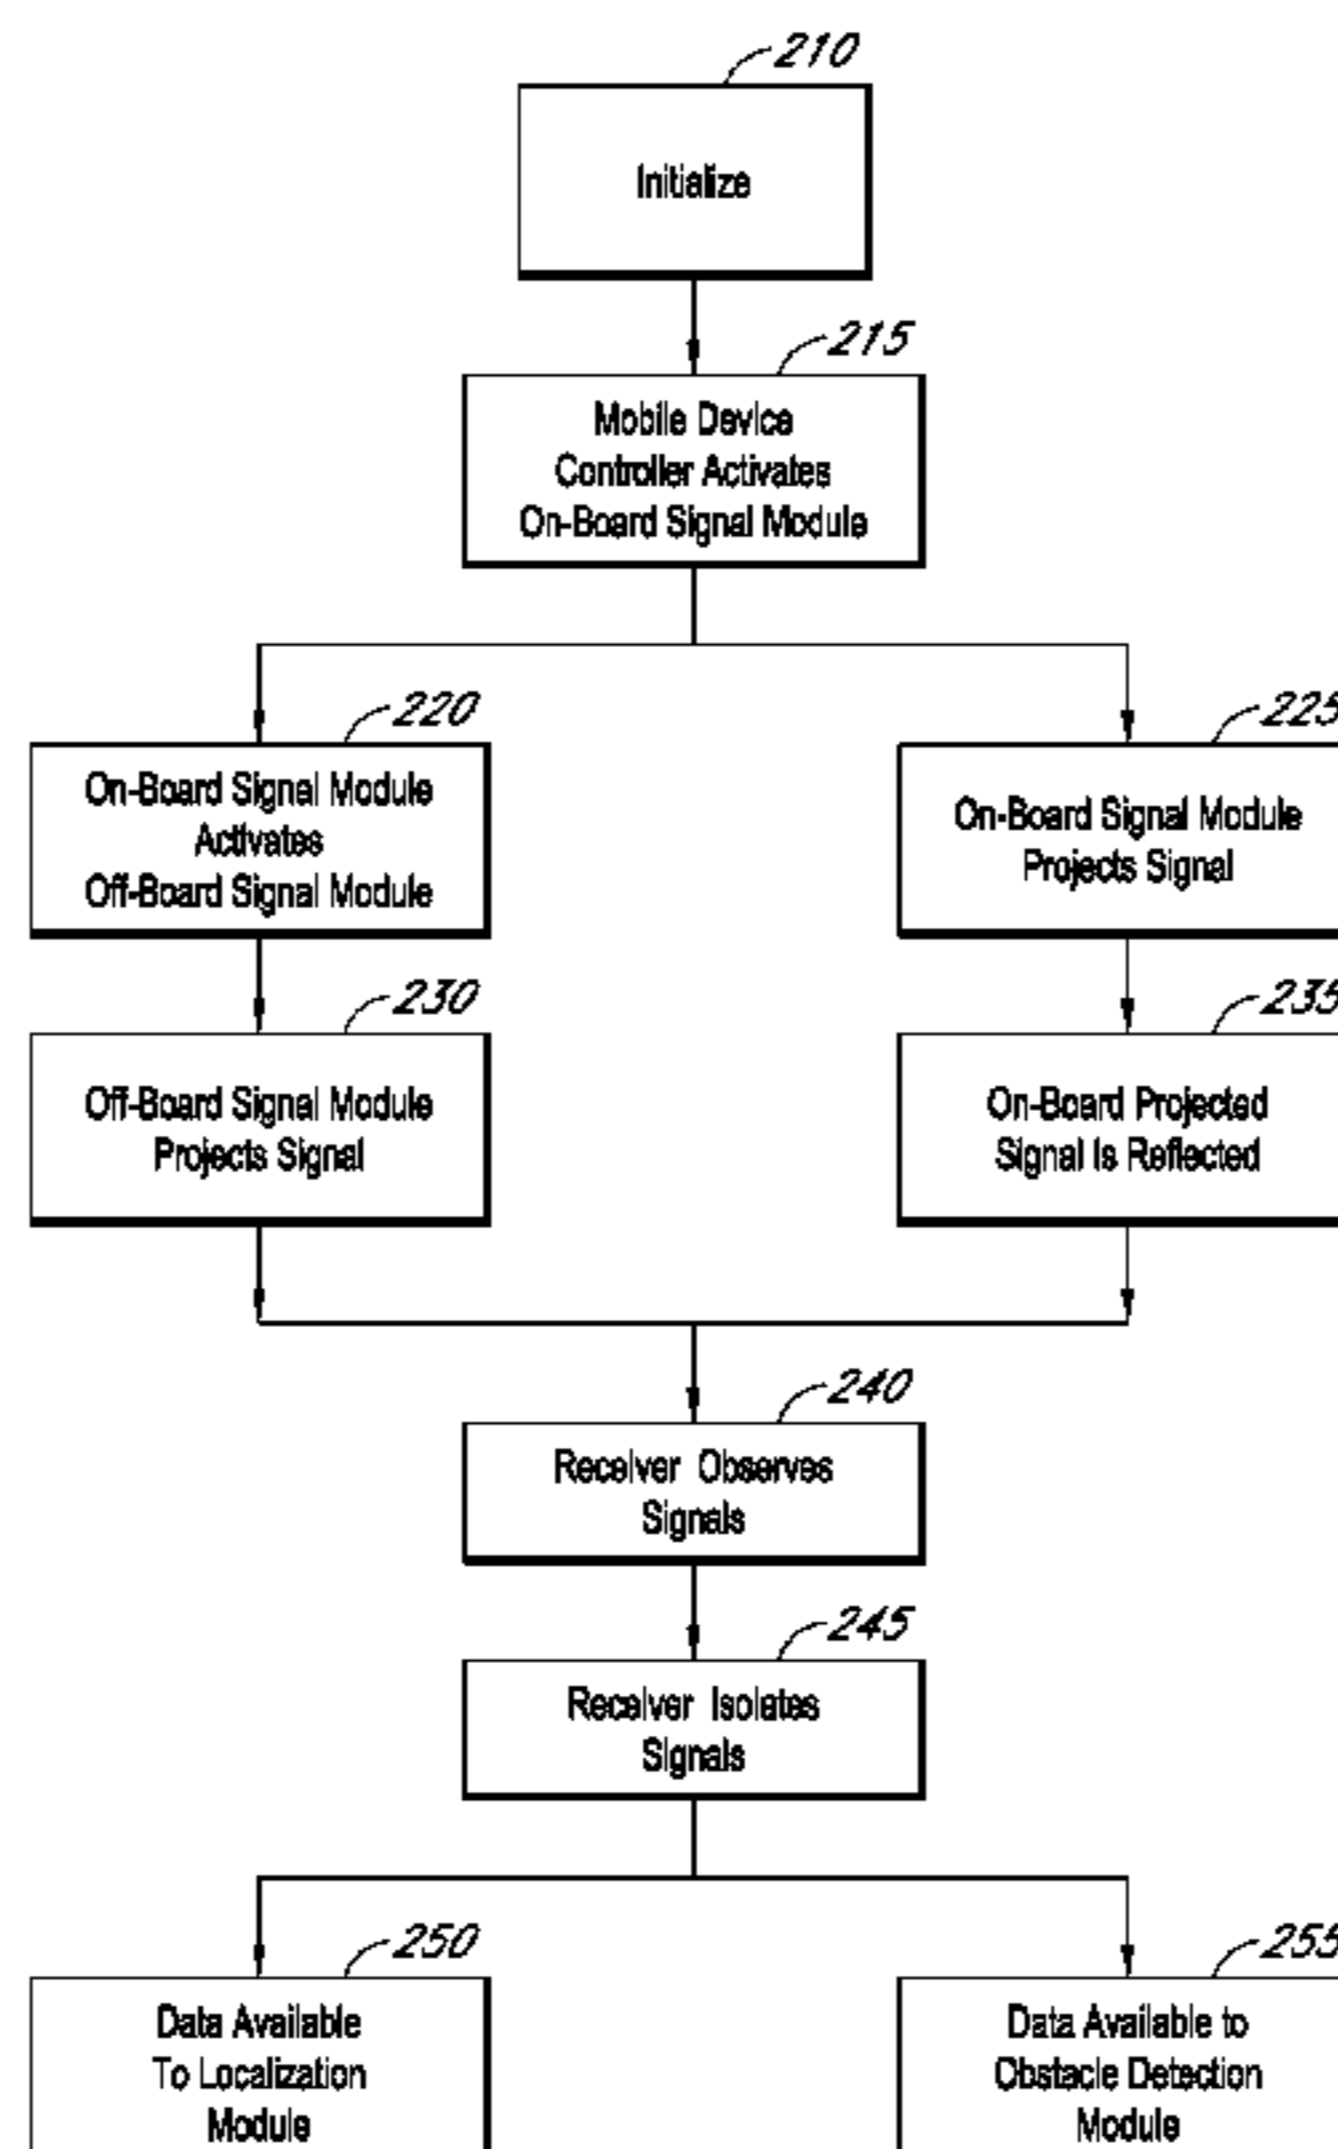 210
Initialize
215
Mobile Device
Controller Activates
On-Board Signal Module
220
On-Board Signal Module
Activates
Off-Board Signal Module
225
On-Board Signal Module
Projects Signal
230
Off-Board Signal Module
Projects Signal
235
On-Board Projected
Signal Is Reflected
240
Receiver Observes
Signals
245
Receiver Isolates
Signals
250
Data Available
To Localization
Module
255
Data Available to
Obstacle Detection
Module